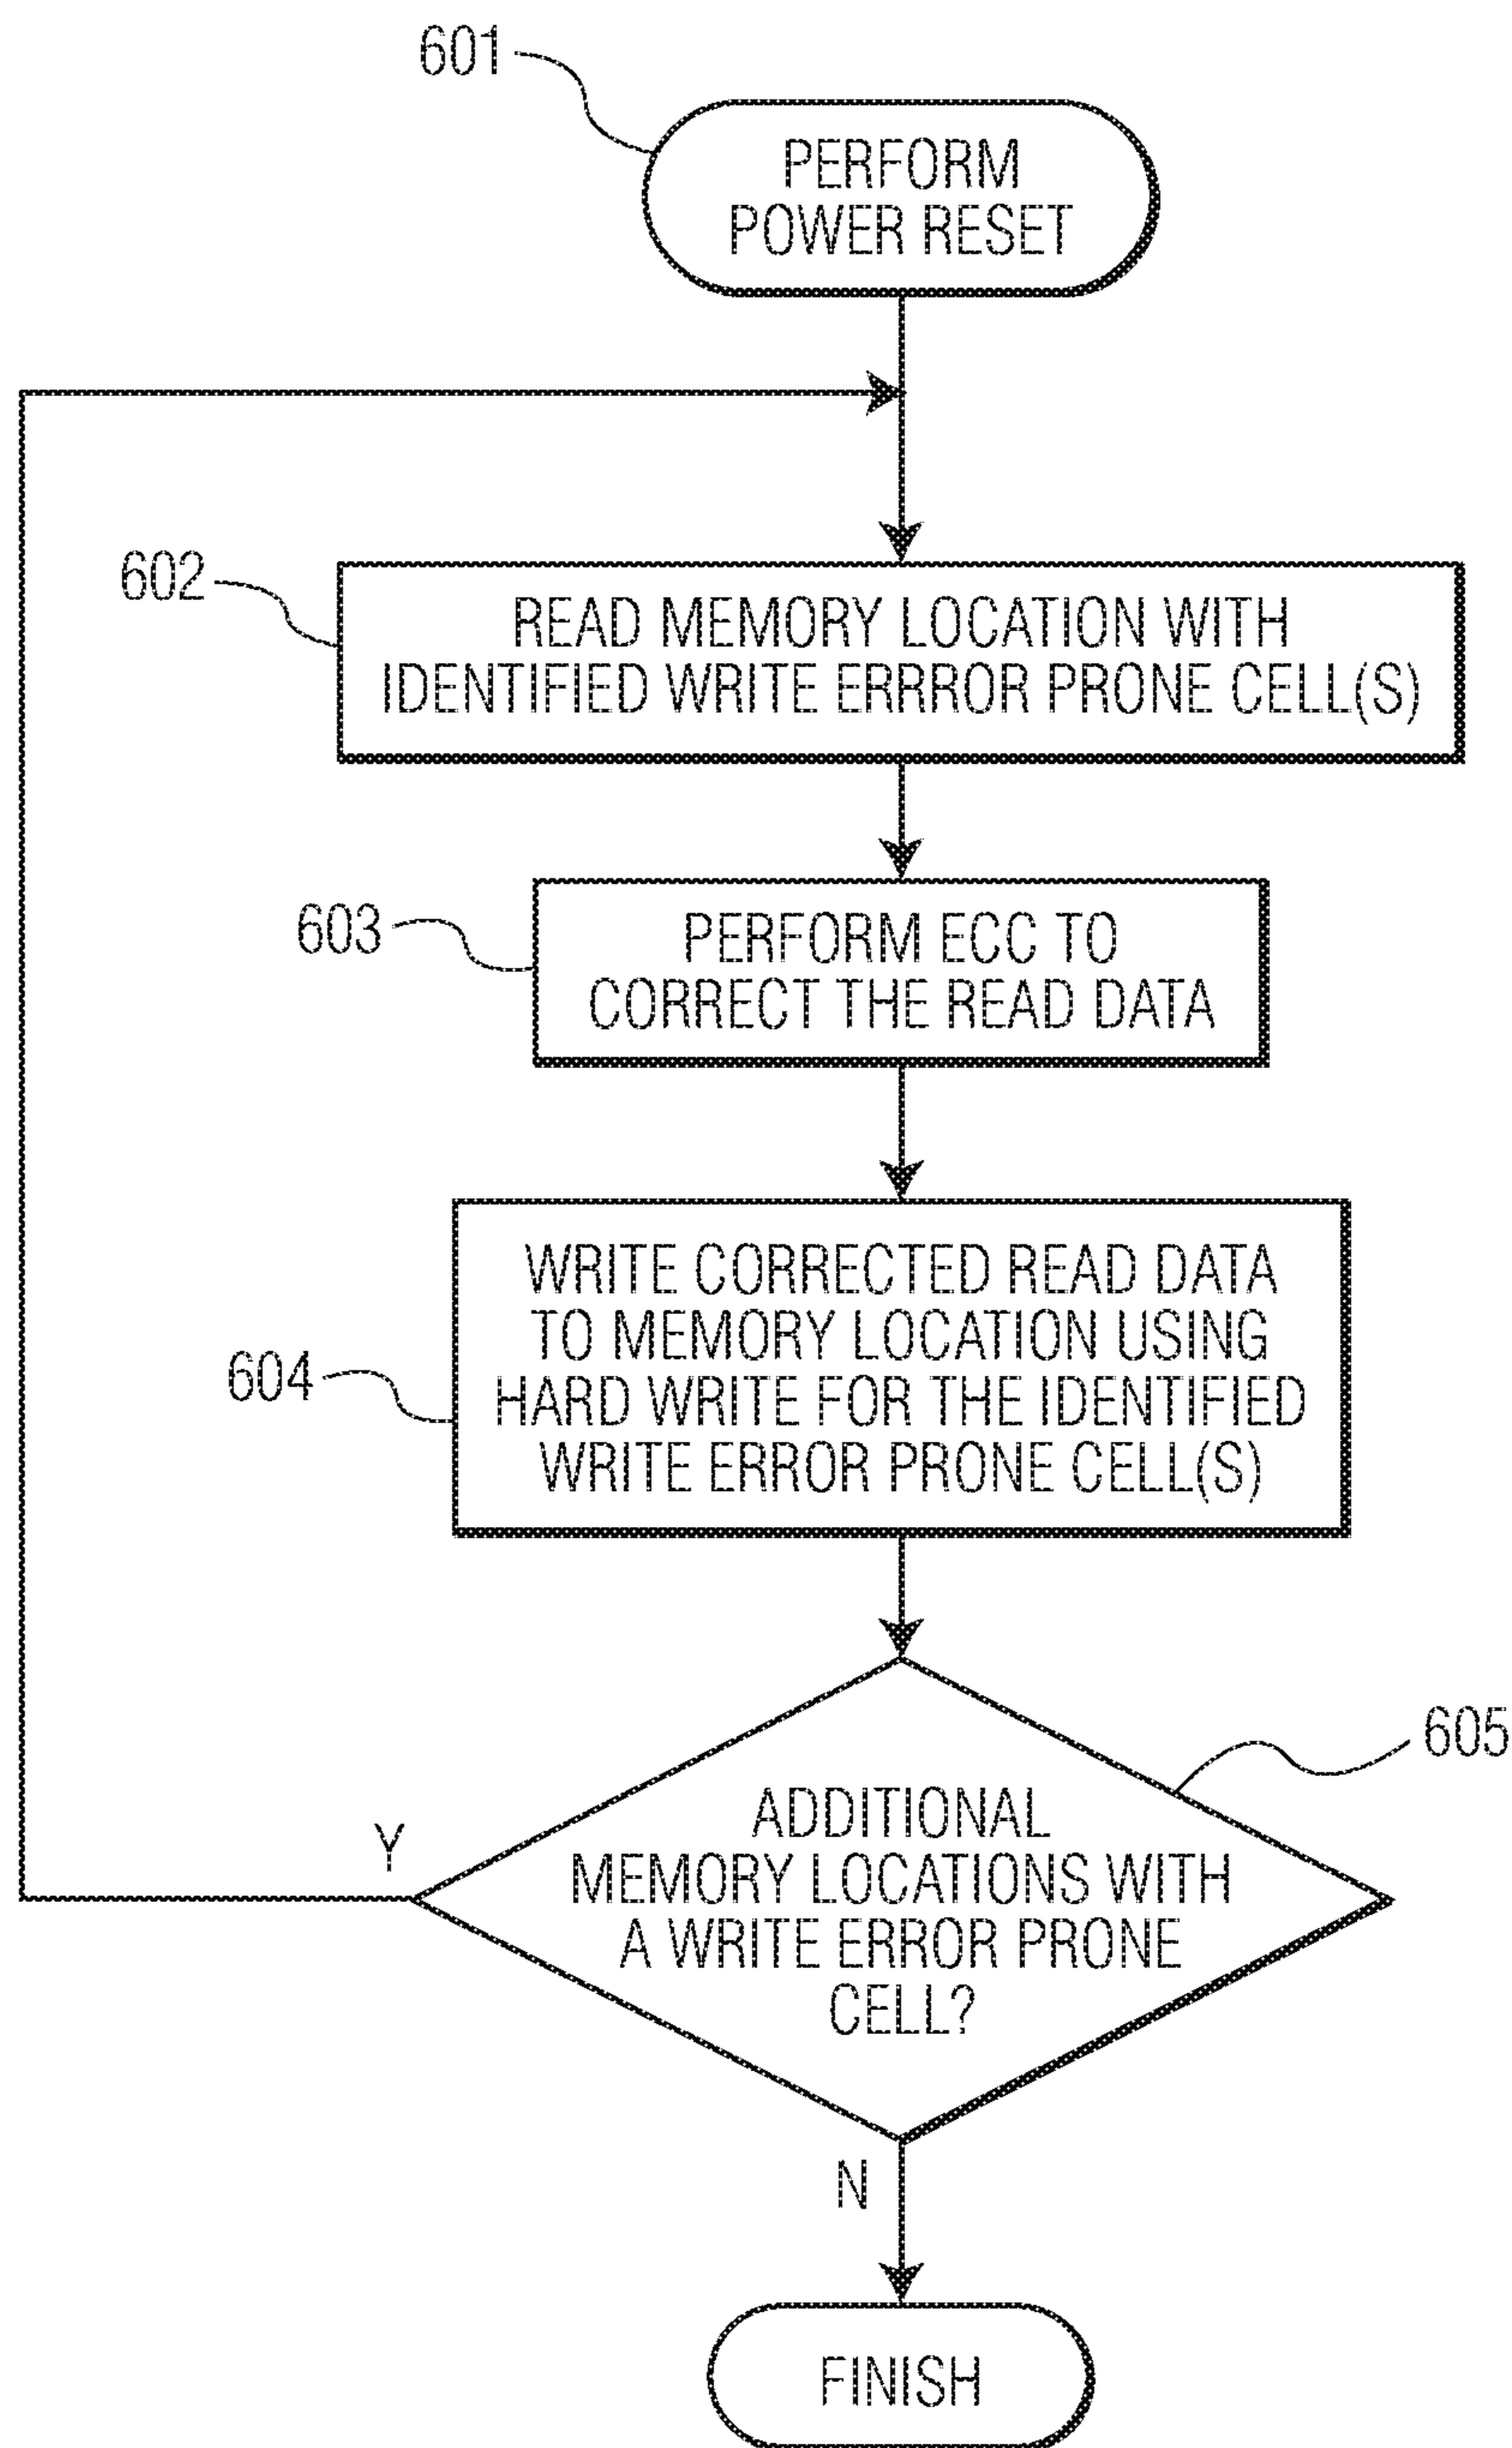 601
PERFORM
POWER RESET
602
READ MEMORY LOCATION WITH
IDENTIFIED WRITE ERRROR PRONE CELL(S)
603
PERFORM ECC TO
CORRECT THE READ DATA
604
WRITE CORRECTED READ DATA
TO MEMORY LOCATION USING
HARD WRITE FOR THE IDENTIFIED
WRITE ERROR PRONE CELL(S)
605
Y
ADDITIONAL
MEMORY LOCATIONS WITH
A WRITE ERROR PRONE
CELL?
N
FINISH